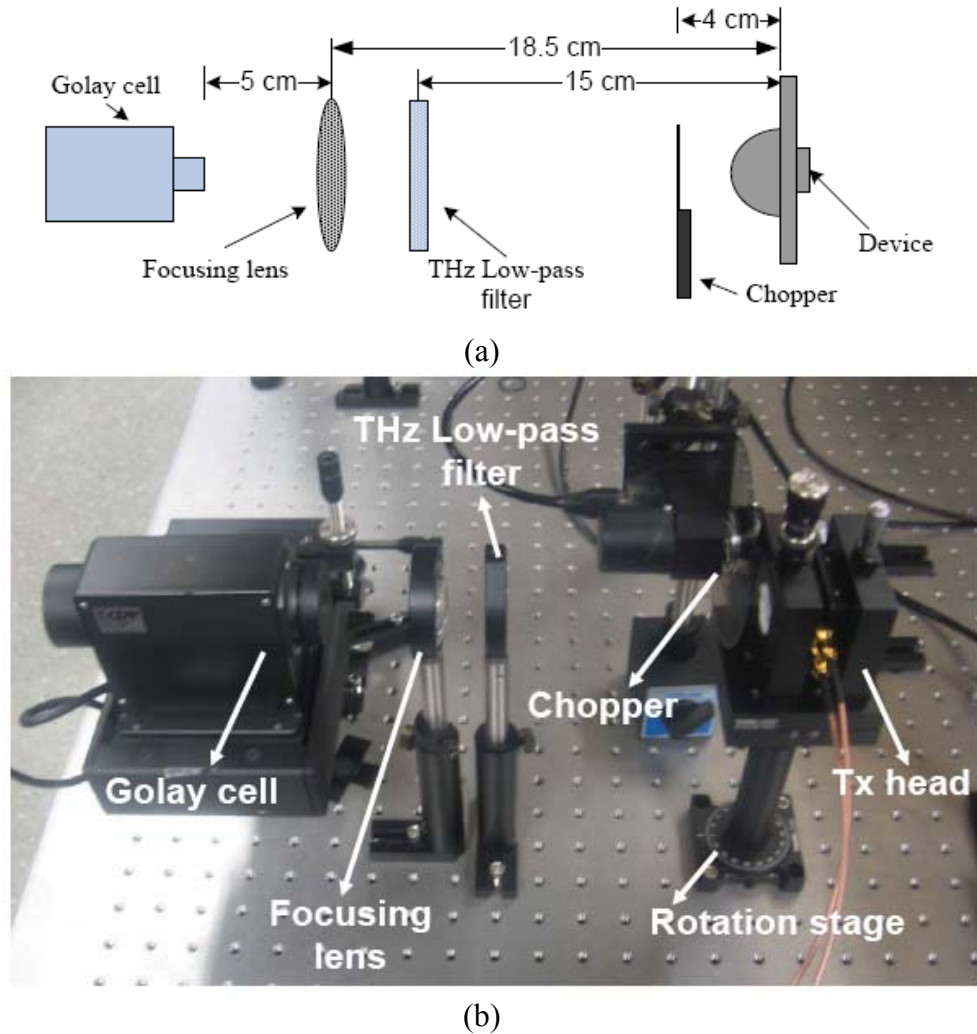 4 cm
18.5 cm
Golay cell
5 cm
15 cm
Focusing lens
THz Low-pass
filter
Device
Chopper
(a)
THz Low-pass
filter
Chopper
Golay cell
Tx head
Focusing
lens
Rotation stage
(b)